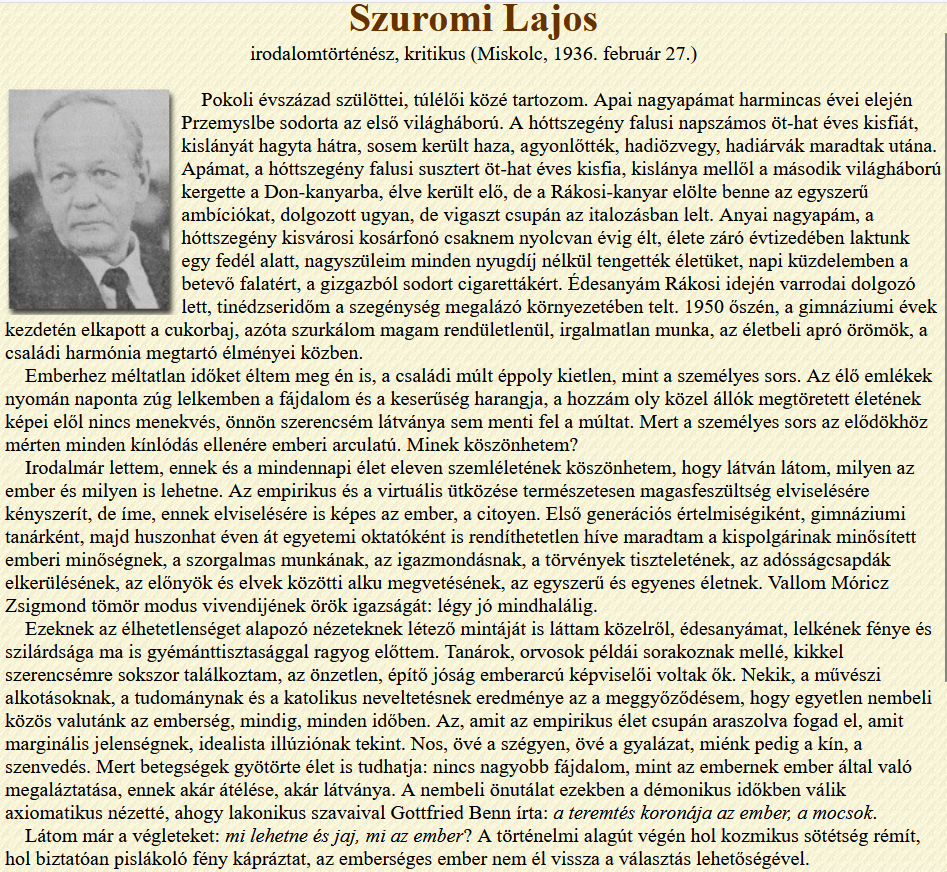 Szuromi Lajos
irodalomtörténész, kritikus (Miskolc, 1936. február 27.)
Pokoli évszázad szülöttei, túlélői közé tartozom. Apai nagyapámat harmincas évei elején
Przemyslbe sodorta az első világháború. A hóttszegény falusi napszámos öt-hat éves kisfiát,
kislányát hagyta hátra, sosem került haza, agyonlőtték, hadiözvegy, hadiárvák maradtak utána.
Apámat, a hóttszegény falusi susztert öt-hat éves kisfia, kislánya mellől a második világháború
kergette a Don-kanyarba, élve került elő, de a Rákosi-kanyar elölte benne az egyszerű
ambíciókat, dolgozott ugyan, de vigaszt csupán az italozásban lelt. Anyai nagyapám, a
hóttszegény kisvárosi kosárfonó csaknem nyolcvan évig élt, élete záró évtizedében laktunk
egy fedél alatt, nagyszüleim minden nyugdíj nélkül tengették életüket, napi küzdelemben a
betevő falatért, a gizgazból sodort cigarettákért. Édesanyám Rákosi idején varrodai dolgozó
lett, tinédzseridőm a szegénység megalázó környezetében telt. 1950 őszén, a gimnáziumi évek
kezdetén elkapott a cukorbaj, azóta szurkálom magam rendületlenül, irgalmatlan munka, az életbeli apró örömök, a
családi harmónia megtartó élményei közben.
Emberhez méltatlan időket éltem meg én is, a családi múlt éppoly kietlen, mint a személyes sors. Az élő emlékek
nyomán naponta zúg lelkemben a fájdalom és a keserűség harangja, a hozzám oly közel állók megtöretett életének
képei elől nincs menekvés, önnön szerencsém látványa sem menti fel a múltat. Mert a személyes sors az elődökhöz
mérten minden kínlódás ellenére emberi arculatú. Minek köszönhetem?
Irodalmár lettem, ennek és a mindennapi élet eleven szemléletének köszönhetem, hogy látván látom, milyen az
ember és milyen is lehetne. Az empirikus és a virtuális ütközése természetesen magasfeszültség elviselésére
kényszerít, de íme, ennek elviselésére is képes az ember, a citoyen. Első generációs értelmiségiként, gimnáziumi
tanárként, majd huszonhat éven át egyetemi oktatóként is rendíthetetlen híve maradtam a kispolgárinak minősített
emberi minőségnek, a szorgalmas munkának, az igazmondásnak, a törvények tiszteletének, az adósságcsapdák
elkerülésének, az előnyök és elvek közötti alku megvetésének, az egyszerű és egyenes életnek. Vallom Móricz
Zsigmond tömör modus vivendijének örök igazságát: légy jó mindhalálig.
Ezeknek az élhetetlenséget alapozó nézeteknek létező mintáját is láttam közelről, édesanyámat, lelkének fénye és
szilárdsága ma is gyémánttisztasággal ragyog előttem. Tanárok, orvosok példái sorakoznak mellé, kikkel
szerencsémre sokszor találkoztam, az önzetlen, építő jóság emberarcú képviselői voltak ők. Nekik, a művészi
alkotásoknak, a tudománynak és a katolikus neveltetésnek eredménye az a meggyőződésem, hogy egyetlen nembeli
közös valutánk az emberség, mindig, minden időben. Az, amit az empirikus élet csupán araszolva fogad el, amit
marginális jelenségnek, idealista illúziónak tekint. Nos, övé a szégyen, övé a gyalázat, miénk pedig a kín, a
szenvedés. Mert betegségek gyötörte élet is tudhatja: nincs nagyobb fájdalom, mint az embernek ember által való
megaláztatása, ennek akár átélése, akár látványa. A nembeli önutálat ezekben a démonikus időkben válik
axiomatikus nézetté, ahogy lakonikus szavaival Gottfried Benn írta: a teremtés koronája az ember, a mocsok.
Látom már a végleteket: mi lehetne és jaj, mi az ember? A történelmi alagút végén hol kozmikus sötétség rémít,
hol biztatóan pislákoló fény kápráztat, az emberséges ember nem él vissza a választás lehetőségével.